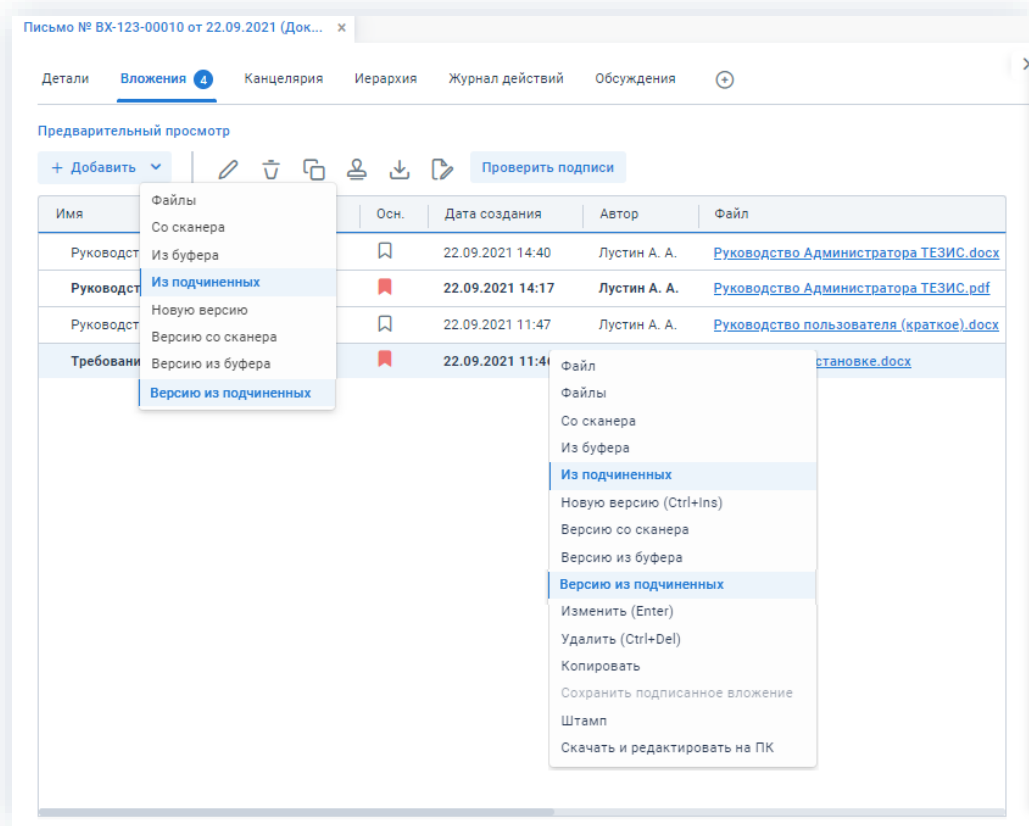 Письмо № ВХ-123-00010 от 22.09.2021 (Док... ×
Детали Вложения 4 Канцелярия Иерархия Журнал действий Обсуждения
Предварительный просмотр
+ Добавить Проверить подписи
Имя Осн. Дата создания Автор Файл
Руководст 22.09.2021 14:40 Лустин А. А. Руководство Администратора ТЕЗИС.docx
Руководст 22.09.2021 14:17 Лустин А. А. Руководство Администратора ТЕЗИС.pdf
Руководст 22.09.2021 11:47 Лустин А. А. Руководство пользователя (краткое).docx
Требовани 22.09.2021 11:46 становке.docx
Файлы
Со сканера
Из буфера
Из подчиненных
Новую версию
Версию со сканера
Версию из буфера
Версию из подчиненных
Файл
Файлы
Со сканера
Из буфера
Из подчиненных
Новую версию (Ctrl+Ins)
Версию со сканера
Версию из буфера
Версию из подчиненных
Изменить (Enter)
Удалить (Ctrl+Del)
Копировать
Сохранить подписанное вложение
Штамп
Скачать и редактировать на ПК